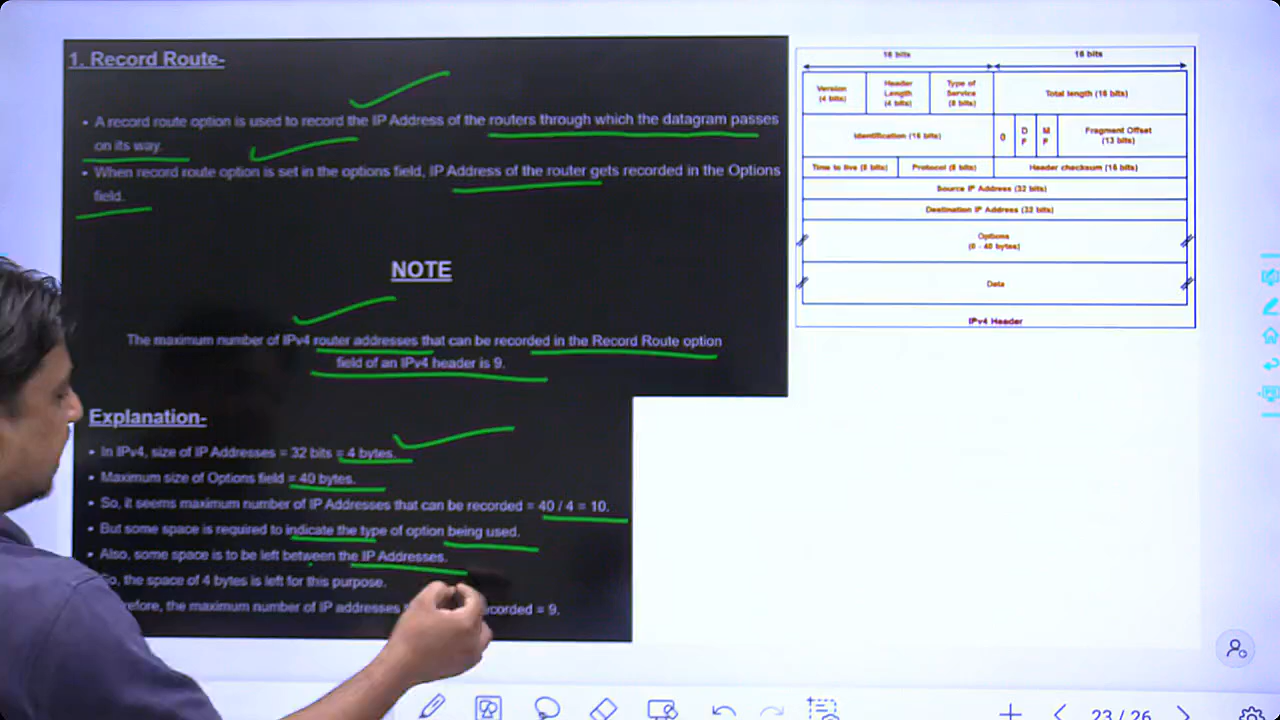 1. Record Route-
• A record route option is used to record the IP Address of the routers through which the datagram passes
on its way.
• When record route option is set in the options field, IP Address of the router gets recorded in the Options
field.
NOTE
The maximum number of IPv4 router addresses that can be recorded in the Record Route option
field of an IPv4 header is 9.
Explanation-
• In IPv4, size of IP Addresses = 32 bits = 4 bytes.
• Maximum size of Options field = 40 bytes.
• So, it seems maximum number of IP Addresses that can be recorded = 40 / 4 = 10.
• But some space is required to indicate the type of option being used.
• Also, some space is to be left between the IP Addresses.
So, the space of 4 bytes is left for this purpose.
the maximum number of IP addresses = 9.
16 bits 16 bits
Version
(4 bits)
Header
Length
(4 bits)
Type of
Service
(8 bits)
Total length (16 bits)
Identification (16 bits)
0
D
F
M
F
Fragment Offset
(13 bits)
Time to live (8 bits) Protocol (8 bits) Header checksum (16 bits)
Source IP Address (32 bits)
Destination IP Address (32 bits)
Options
(0 - 40 bytes)
Data
IPv4 Header
23 / 26